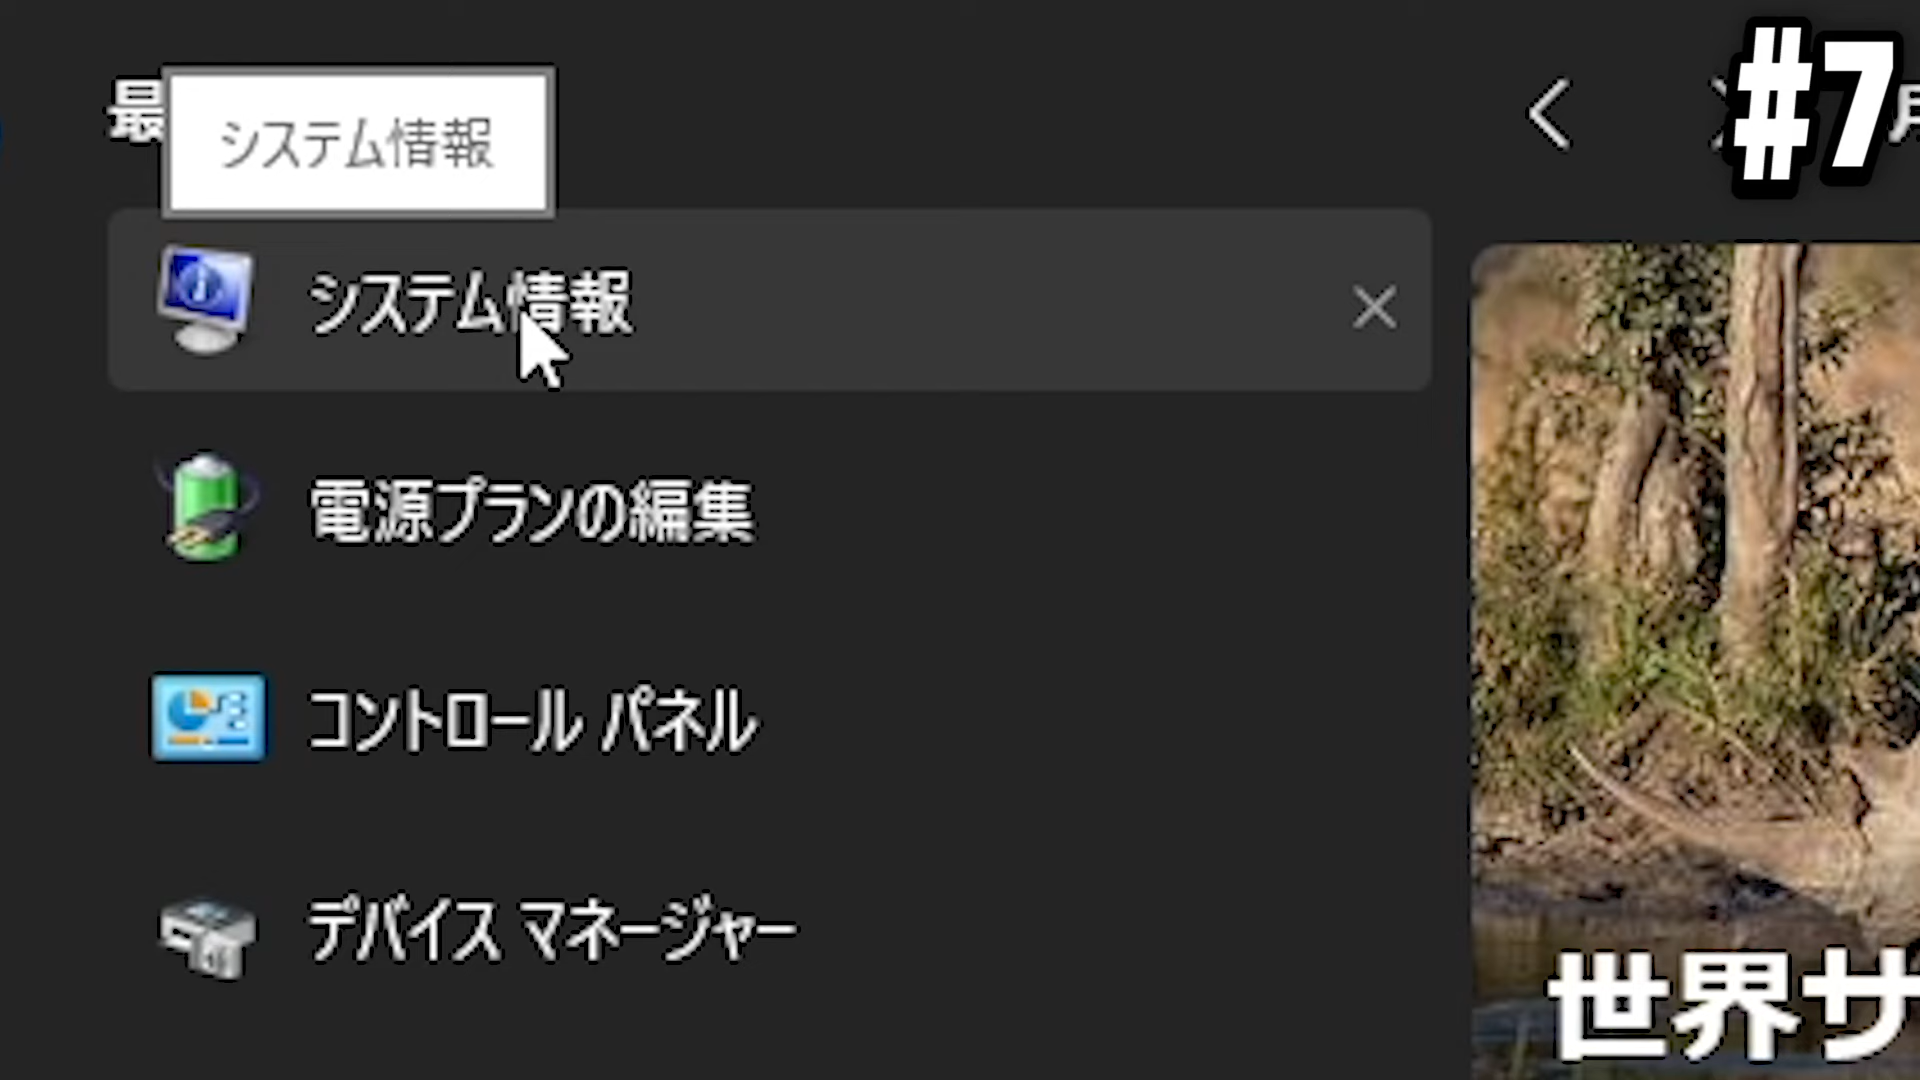 最
システム情報
#7
月
システム情報
電源プランの編集
コントロール パネル
デバイス マネージャー
世界サ